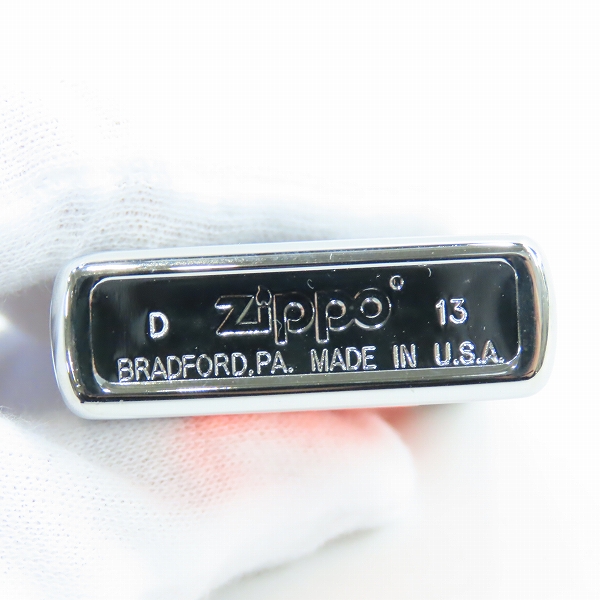 D zippo® 13
BRADFORD, PA. MADE IN U.S.A.